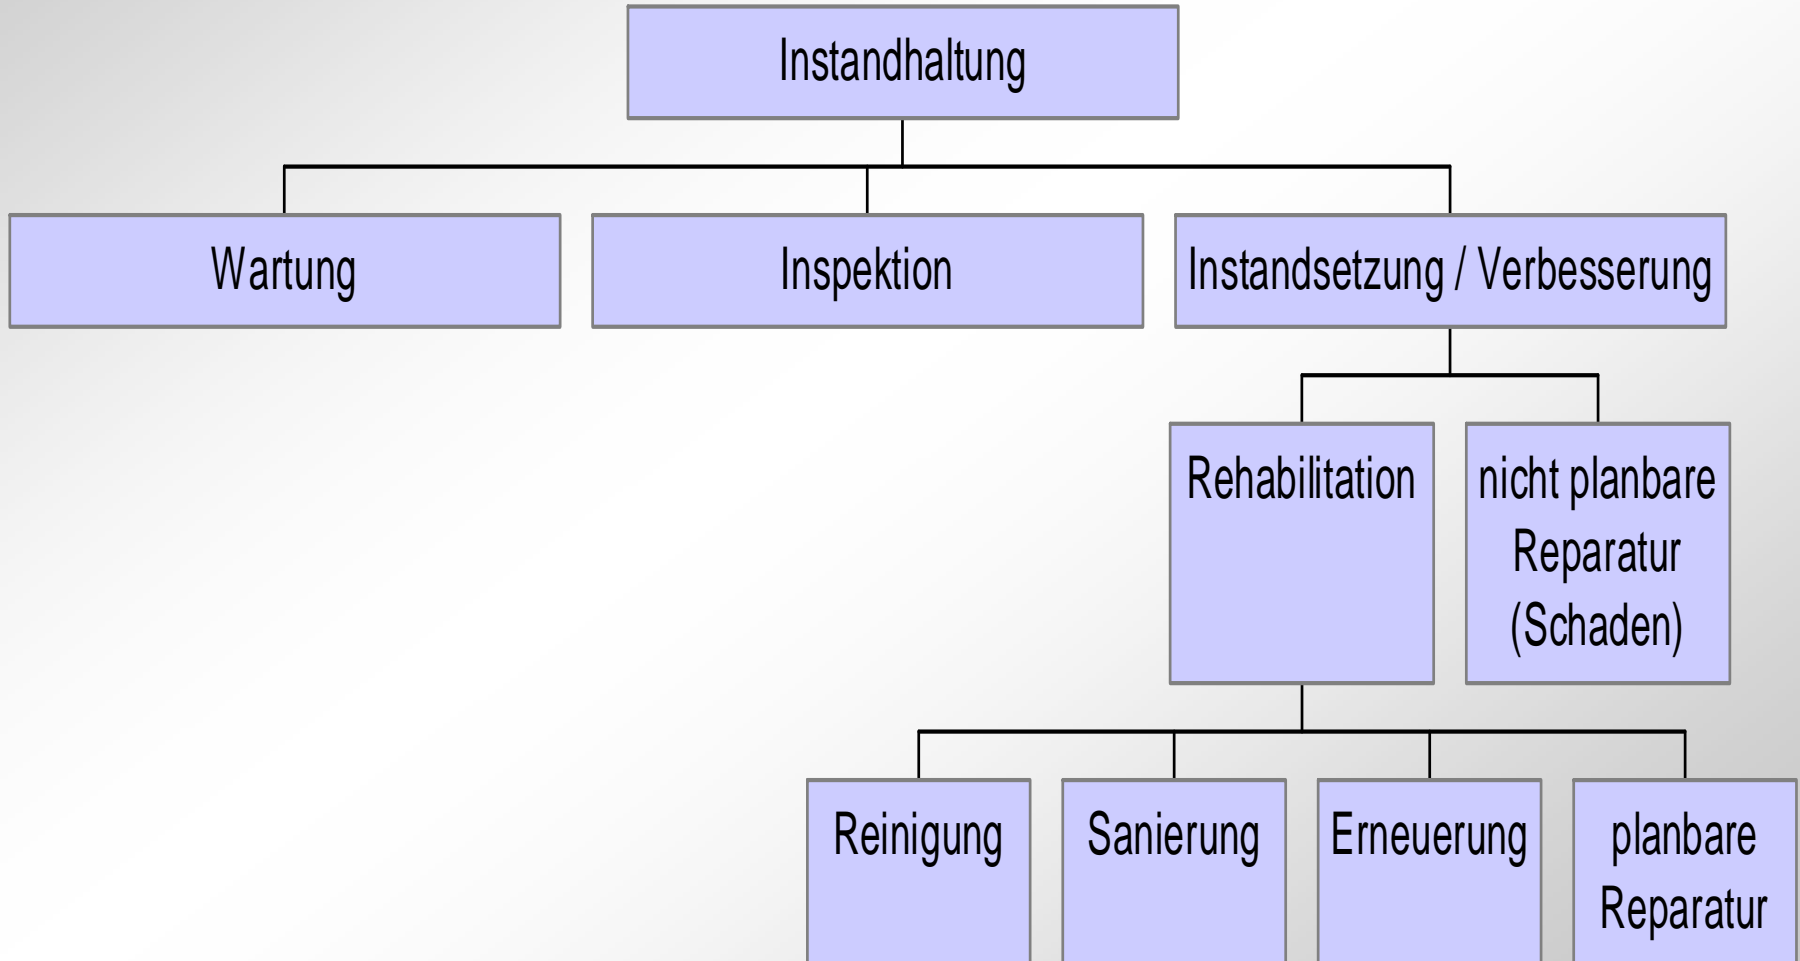 Instandhaltung
Wartung
Inspektion
Instandsetzung / Verbesserung
Rehabilitation
nicht planbare
Reparatur
(Schaden)
Reinigung
Sanierung
Erneuerung
planbare
Reparatur